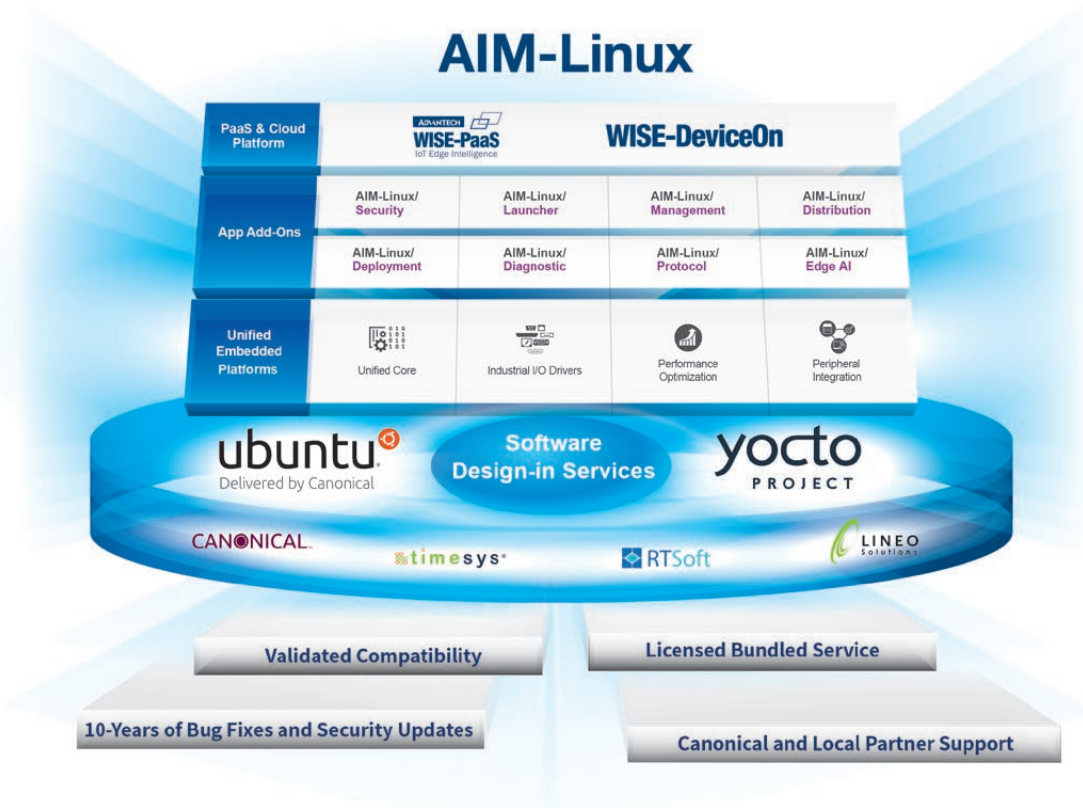 AIM-Linux
PaaS & Cloud
Platform
ADVANTECH
WISE-PaaS
IoT Edge Intelligence
WISE-DeviceOn
App Add-Ons
AIM-Linux/
Security
AIM-Linux/
Launcher
AIM-Linux/
Management
AIM-Linux/
Distribution
AIM-Linux/
Deployment
AIM-Linux/
Diagnostic
AIM-Linux/
Protocol
AIM-Linux/
Edge AI
Unified
Embedded
Platforms
010
101
010
101
Unified Core
Industrial I/O Drivers
Performance
Optimization
Peripheral
Integration
ubuntu
Delivered by Canonical
Software
Design-in Services
yocto
PROJECT
CANONICAL
timesys
RTSoft
LINEO
Solutions
Validated Compatibility
Licensed Bundled Service
10-Years of Bug Fixes and Security Updates
Canonical and Local Partner Support